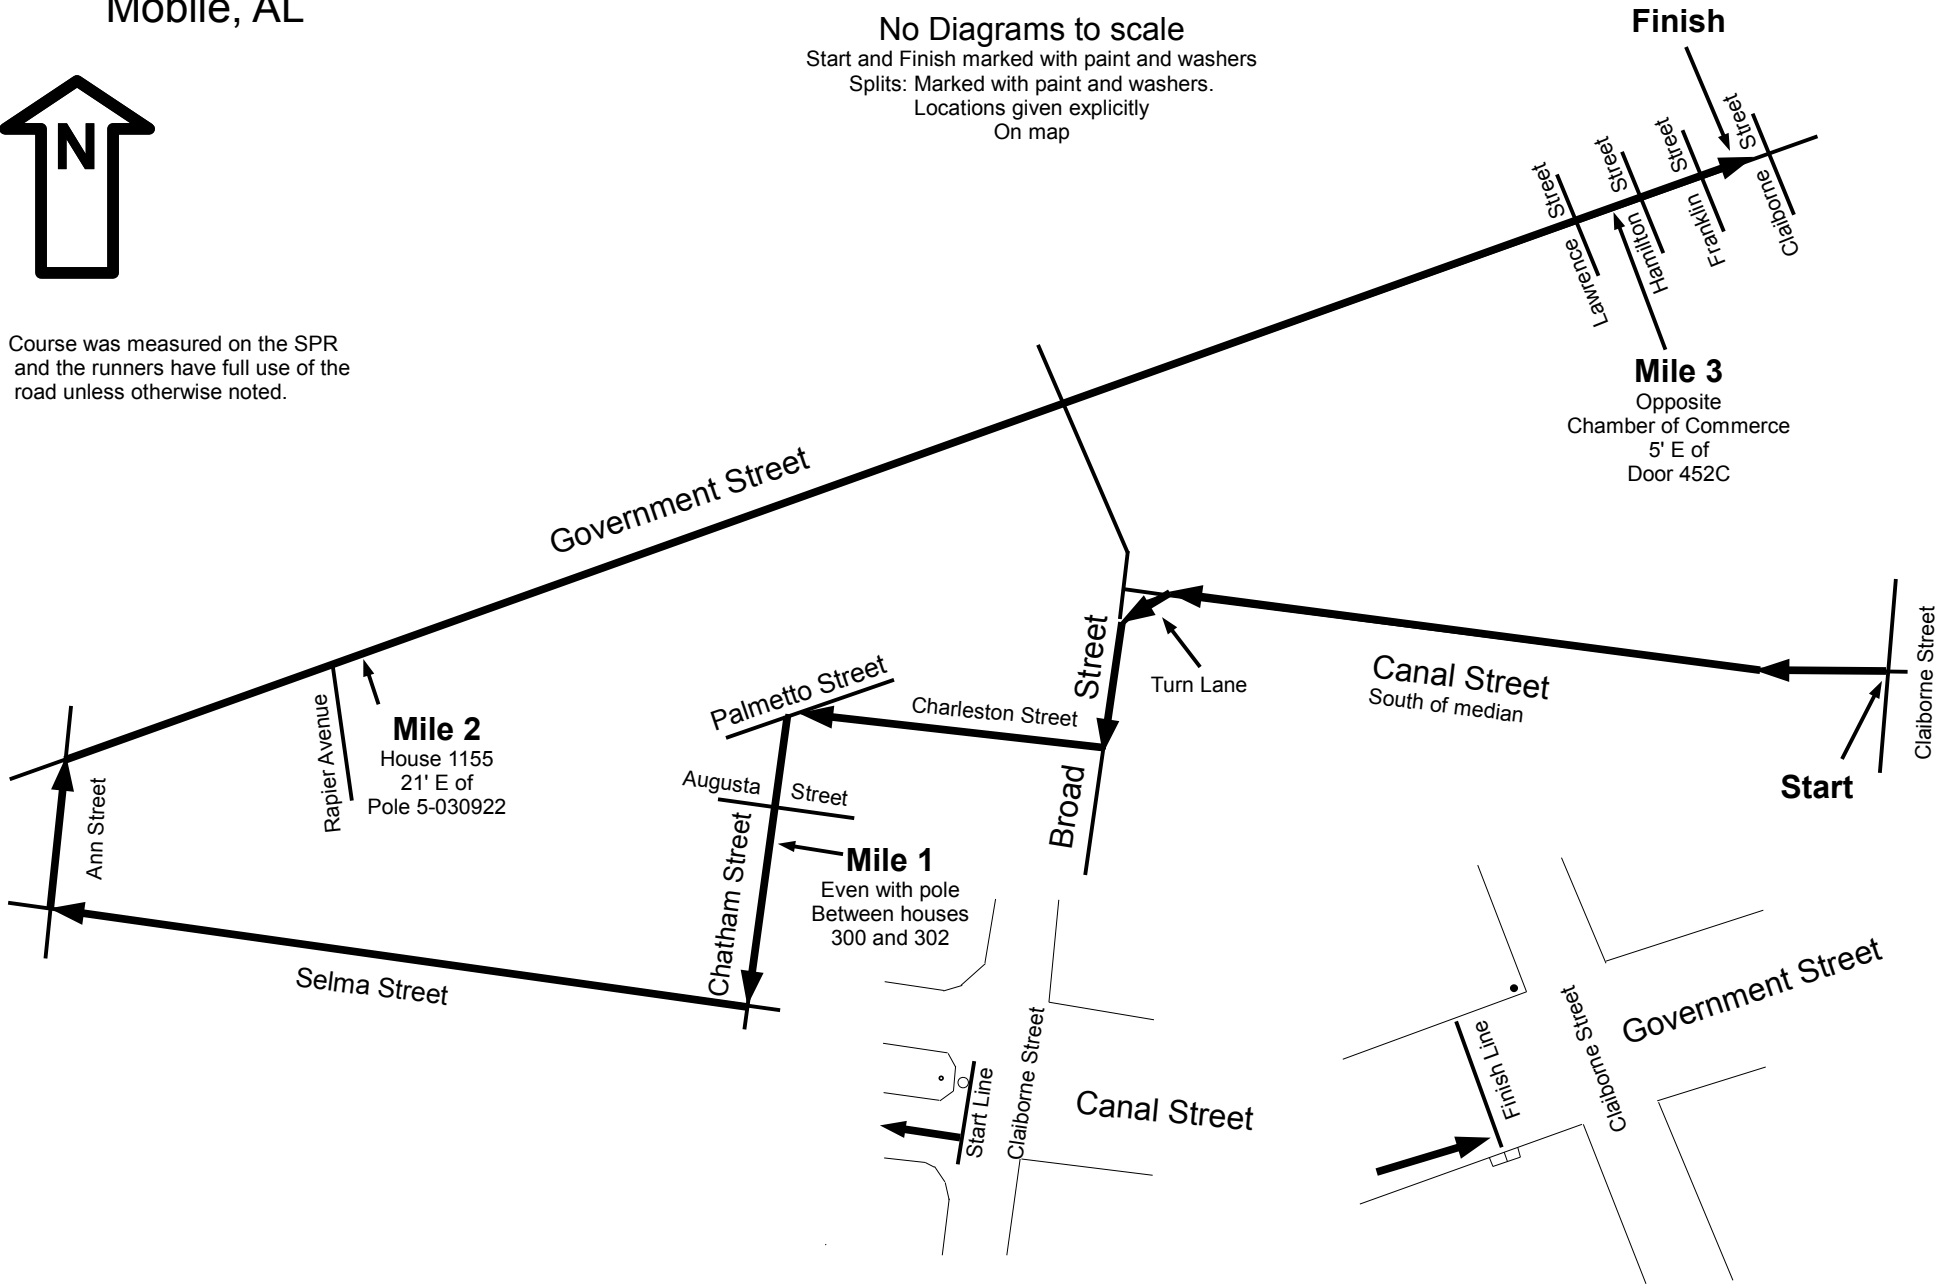 Mobile, AL
No Diagrams to scale
Start and Finish marked with paint and washers
Splits: Marked with paint and washers.
Locations given explicitly
On map
Finish
N
Street
Street
Street
Street
Lawrence
Hamilton
Franklin
Claiborne
Course was measured on the SPR
and the runners have full use of the
road unless otherwise noted.
Mile 3
Opposite
Chamber of Commerce
5' E of
Door 452C
Government Street
Street
Broad
Turn Lane
Canal Street
South of median
Claiborne Street
Start
Palmetto Street
Charleston Street
Rapier Avenue
Mile 2
House 1155
21' E of
Pole 5-030922
Ann Street
Augusta Street
Chatham Street
Mile 1
Even with pole
Between houses
300 and 302
Selma Street
Start Line
Claiborne Street
Canal Street
Finish Line
Claiborne Street
Government Street